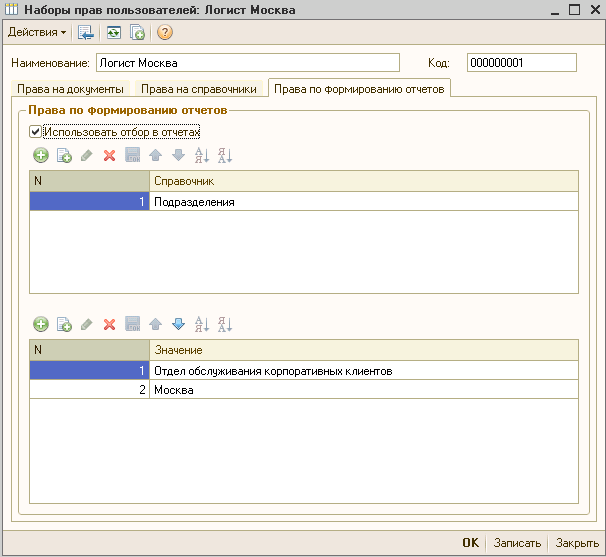 Наборы прав пользователей: Логист Москва
Действия
Наименование: Логист Москва Код: 000000001
Права на документы Права на справочники Права по формированию отчетов
Права по формированию отчетов
Использовать отбор в отчетах
N Справочник
1 Подразделения
N Значение
1 Отдел обслуживания корпоративных клиентов
2 Москва
OK Записать Закрыть